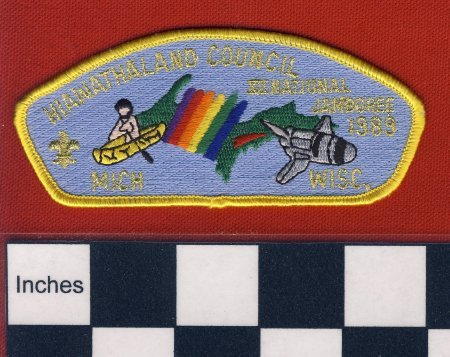 HIAWATHALAND COUNCIL
XII NATIONAL
JAMBOREE
1989
MICH
WISC.
Inches